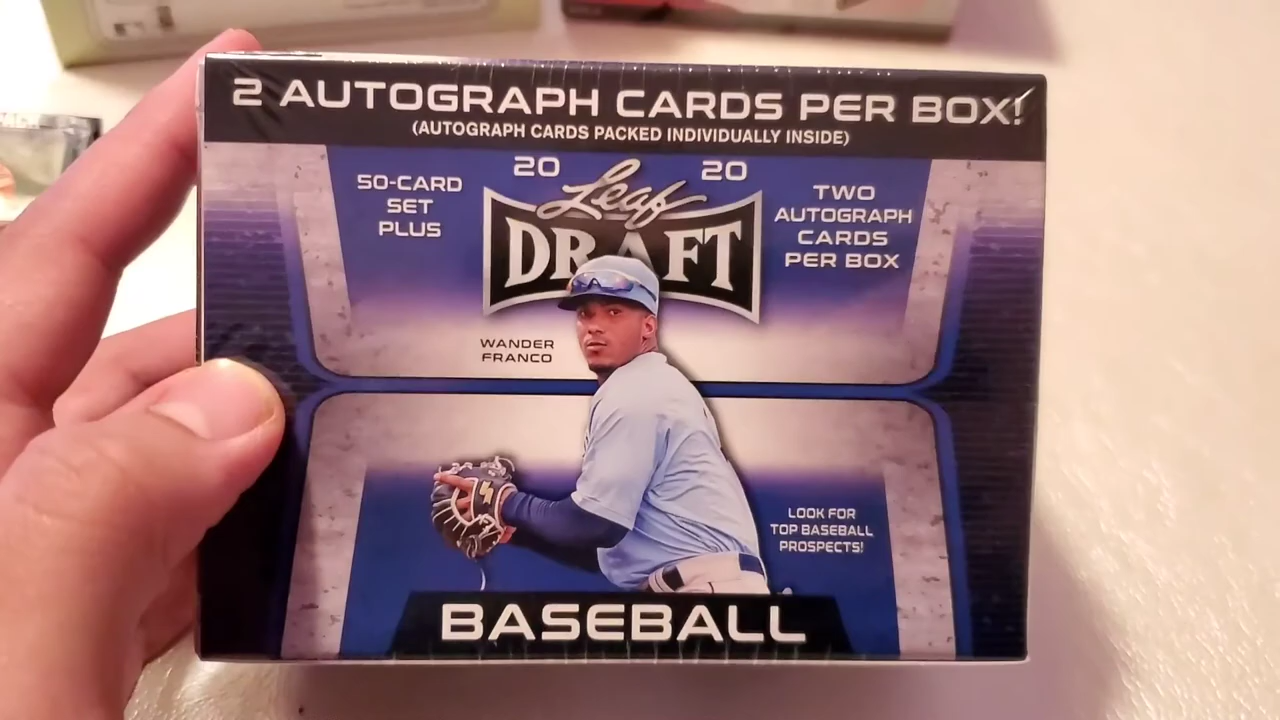 2 AUTOGRAPH CARDS PER BOX!
(AUTOGRAPH CARDS PACKED INDIVIDUALLY INSIDE)
20 20
Leaf
DRAFT
50-CARD
SET
PLUS
TWO
AUTOGRAPH
CARDS
PER BOX
WANDER
FRANCO
LOOK FOR
TOP BASEBALL
PROSPECTS!
BASEBALL